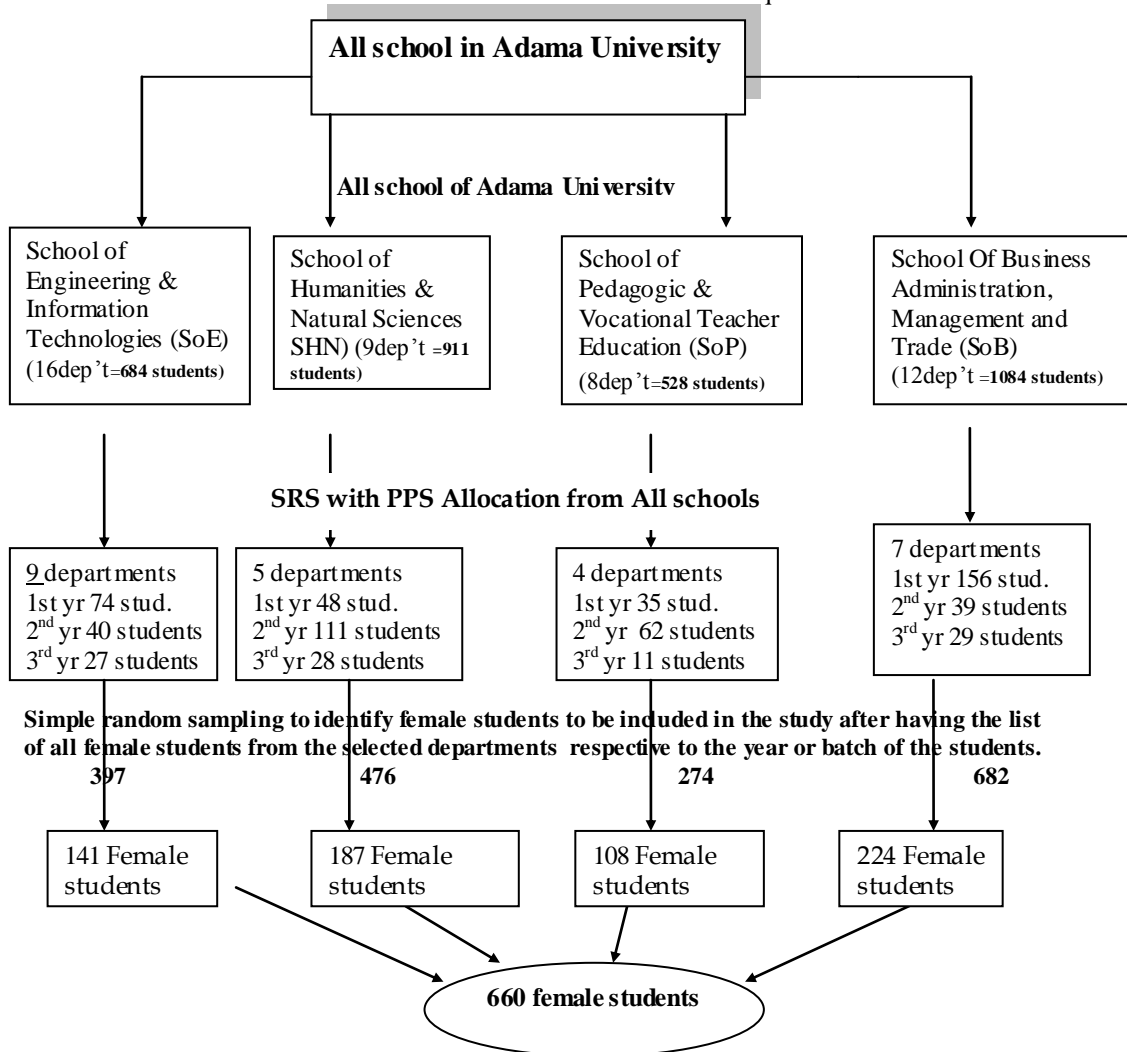 All school in Adama University
All school of Adama University
School of
Engineering &
Information
Technologies (SoE)
(16dep't=684 students)
School of
Humanities &
Natural Sciences
SHN) (9dep't =911
students)
School of
Pedagogic &
Vocational Teacher
Education (SoP)
(8dep't=528 students)
School Of Business
Administration,
Management and
Trade (SoB)
(12dep't =1084 students)
SRS with PPS Allocation from All schools
9 departments
1st yr 74 stud.
2nd yr 40 students
3rd yr 27 students
5 departments
1st yr 48 stud.
2nd yr 111 students
3rd yr 28 students
4 departments
1st yr 35 stud.
2nd yr 62 students
3rd yr 11 students
7 departments
1st yr 156 stud.
2nd yr 39 students
3rd yr 29 students
Simple random sampling to identify female students to be included in the study after having the list
of all female students from the selected departments respective to the year or batch of the students.
397 476 274 682
141 Female
students
187 Female
students
108 Female
students
224 Female
students
660 female students